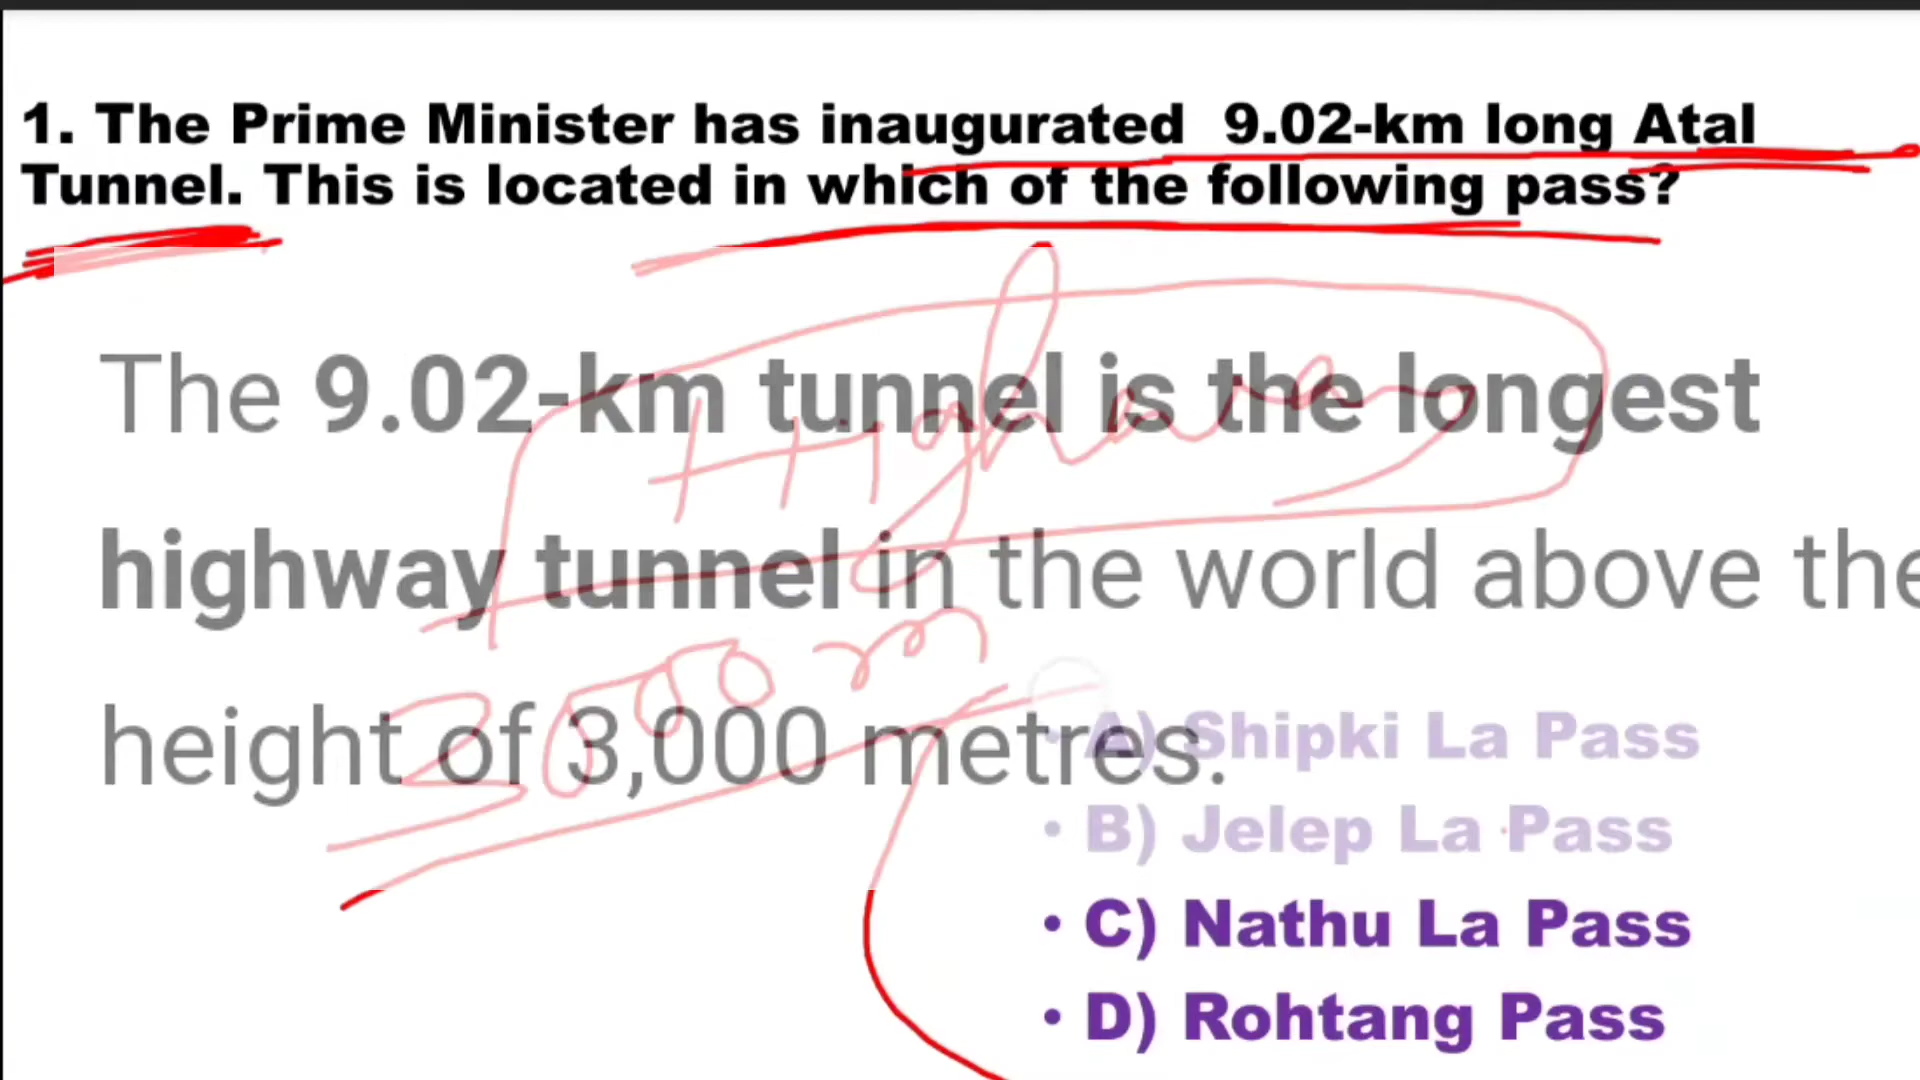 1. The Prime Minister has inaugurated 9.02-km long Atal
Tunnel. This is located in which of the following pass?
The 9.02-km tunnel is the longest
Highway
highway tunnel in the world above the
3000 m
height of 3,000 metres.
• A) Shipki La Pass
• B) Jelep La Pass
• C) Nathu La Pass
• D) Rohtang Pass